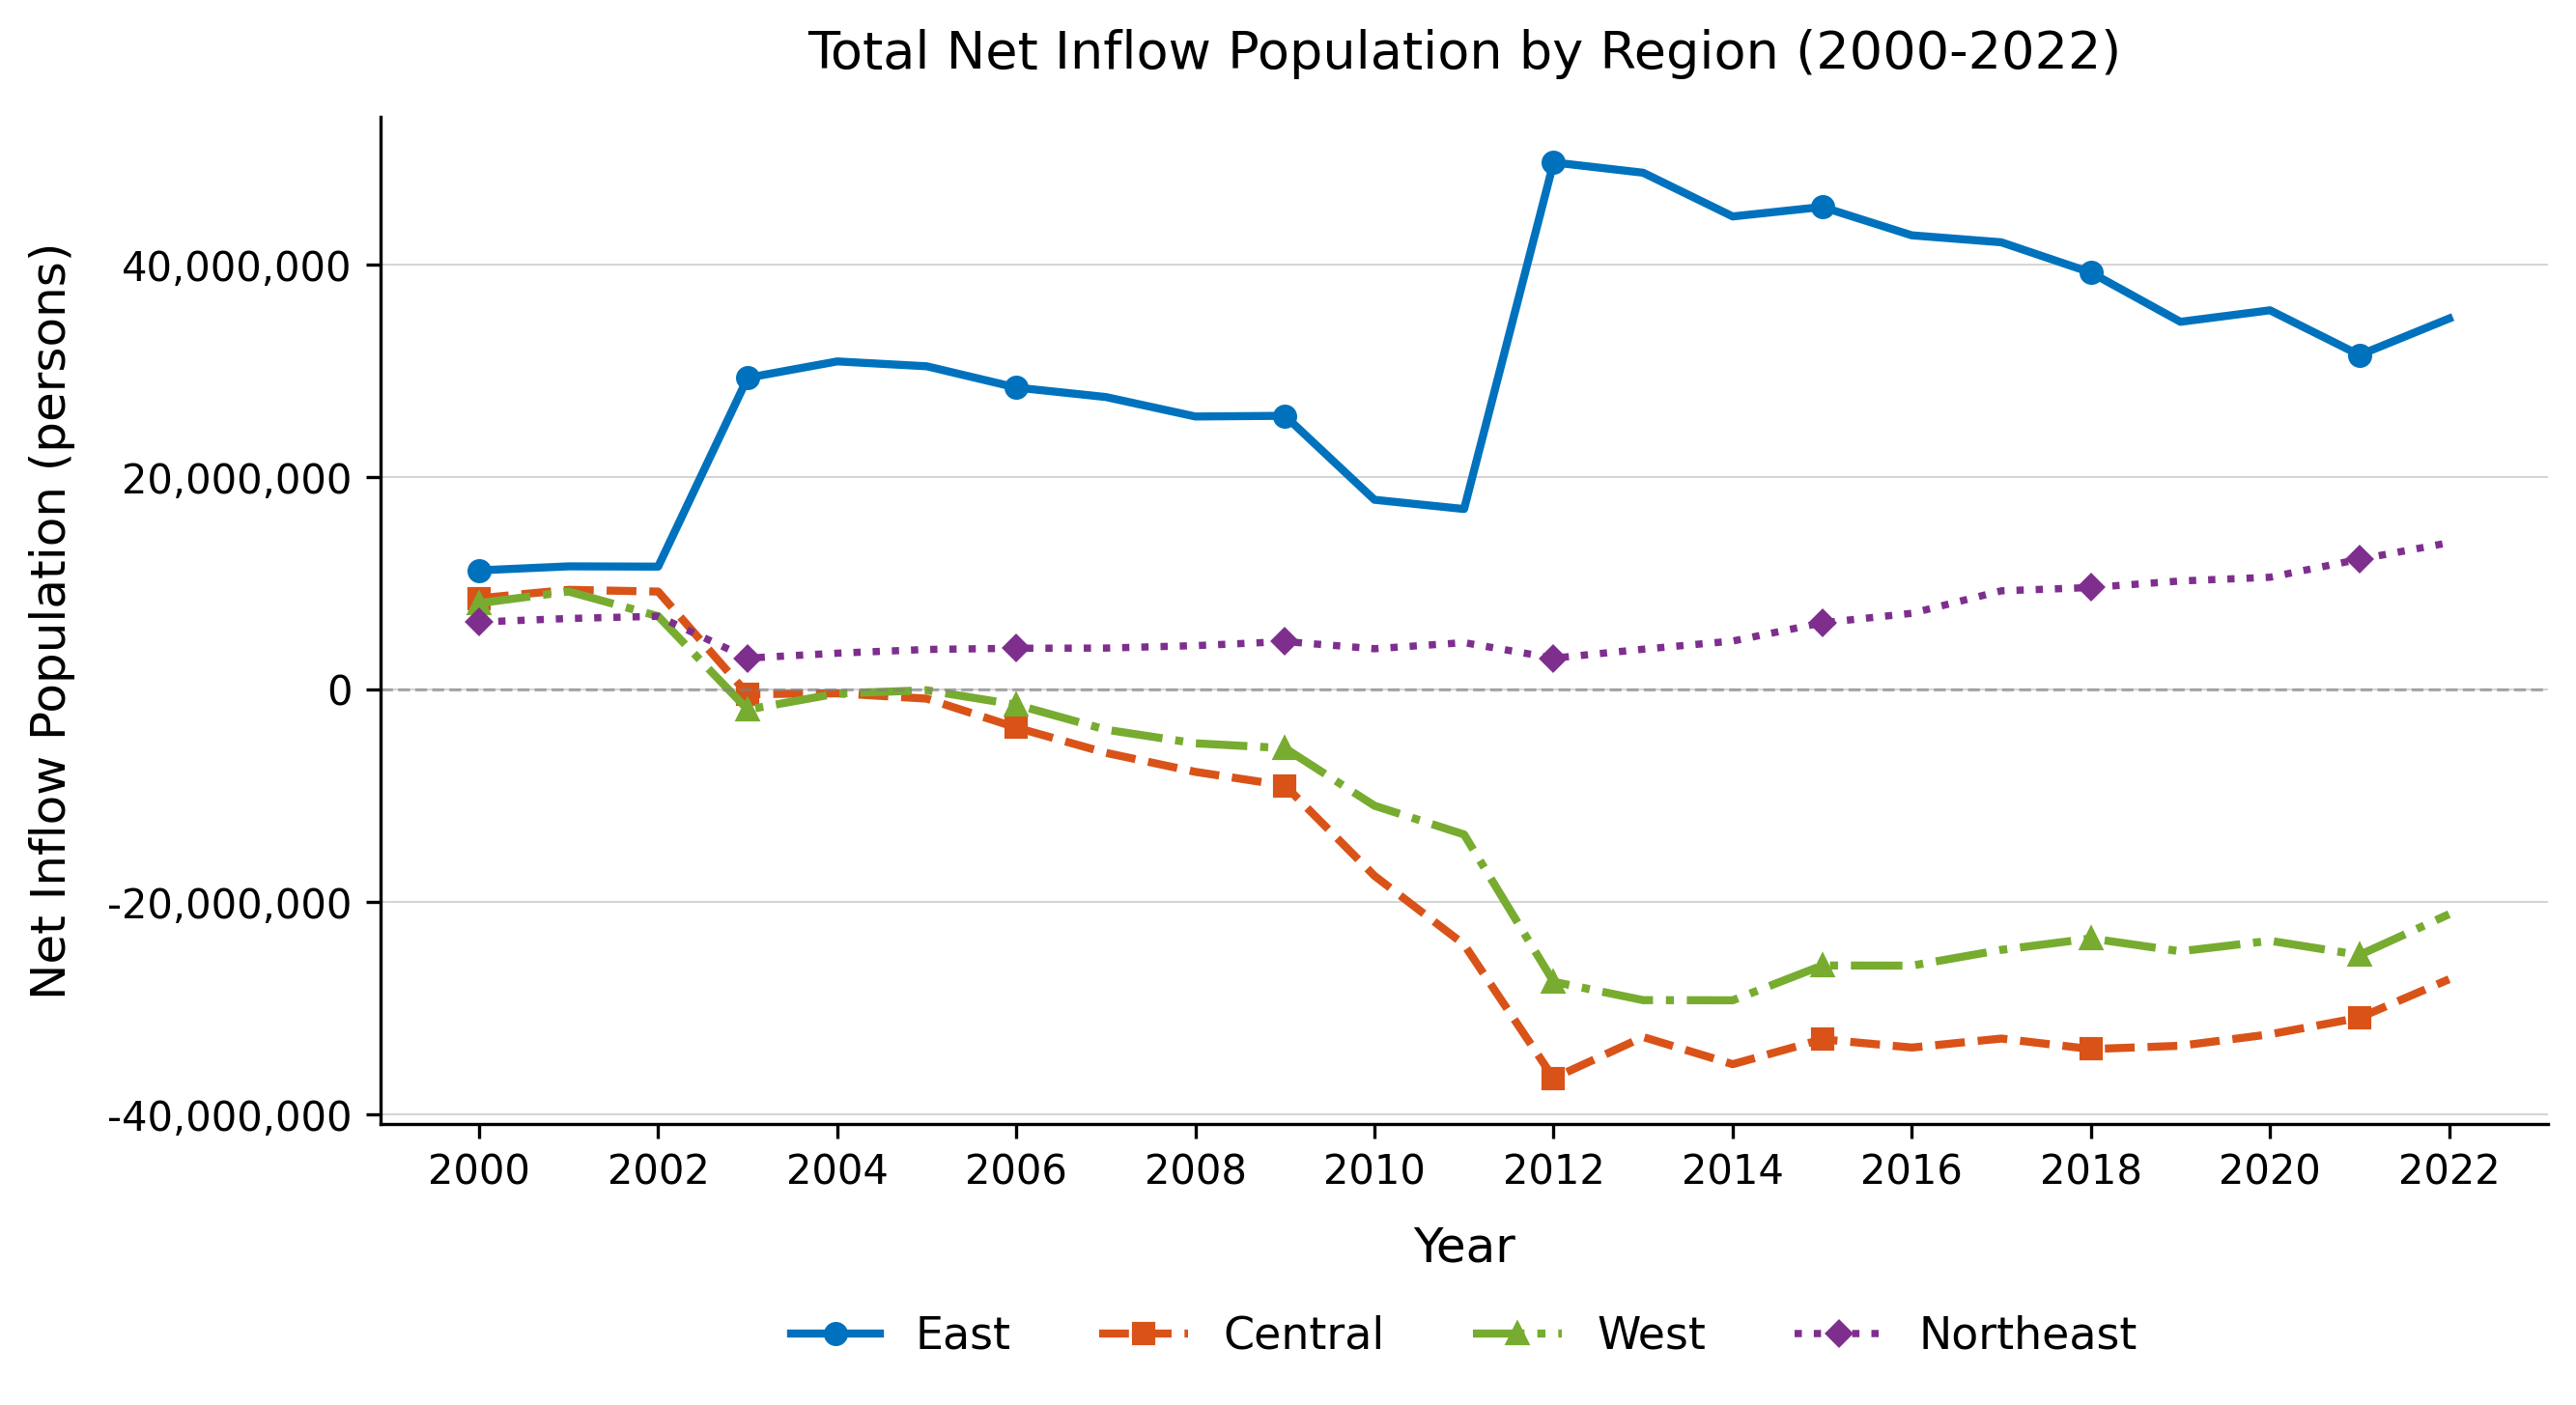 Total Net Inflow Population by Region (2000-2022)
Net Inflow Population (persons)
40,000,000
20,000,000
0
-20,000,000
-40,000,000
2000 2002 2004 2006 2008 2010 2012 2014 2016 2018 2020 2022
Year
East Central West Northeast